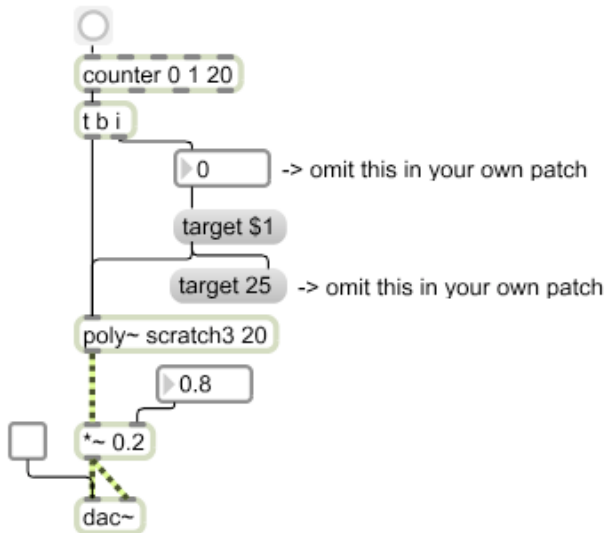 counter 0 1 20
t b i
0 -> omit this in your own patch
target $1
target 25 -> omit this in your own patch
poly~ scratch3 20
0.8
*~ 0.2
dac~